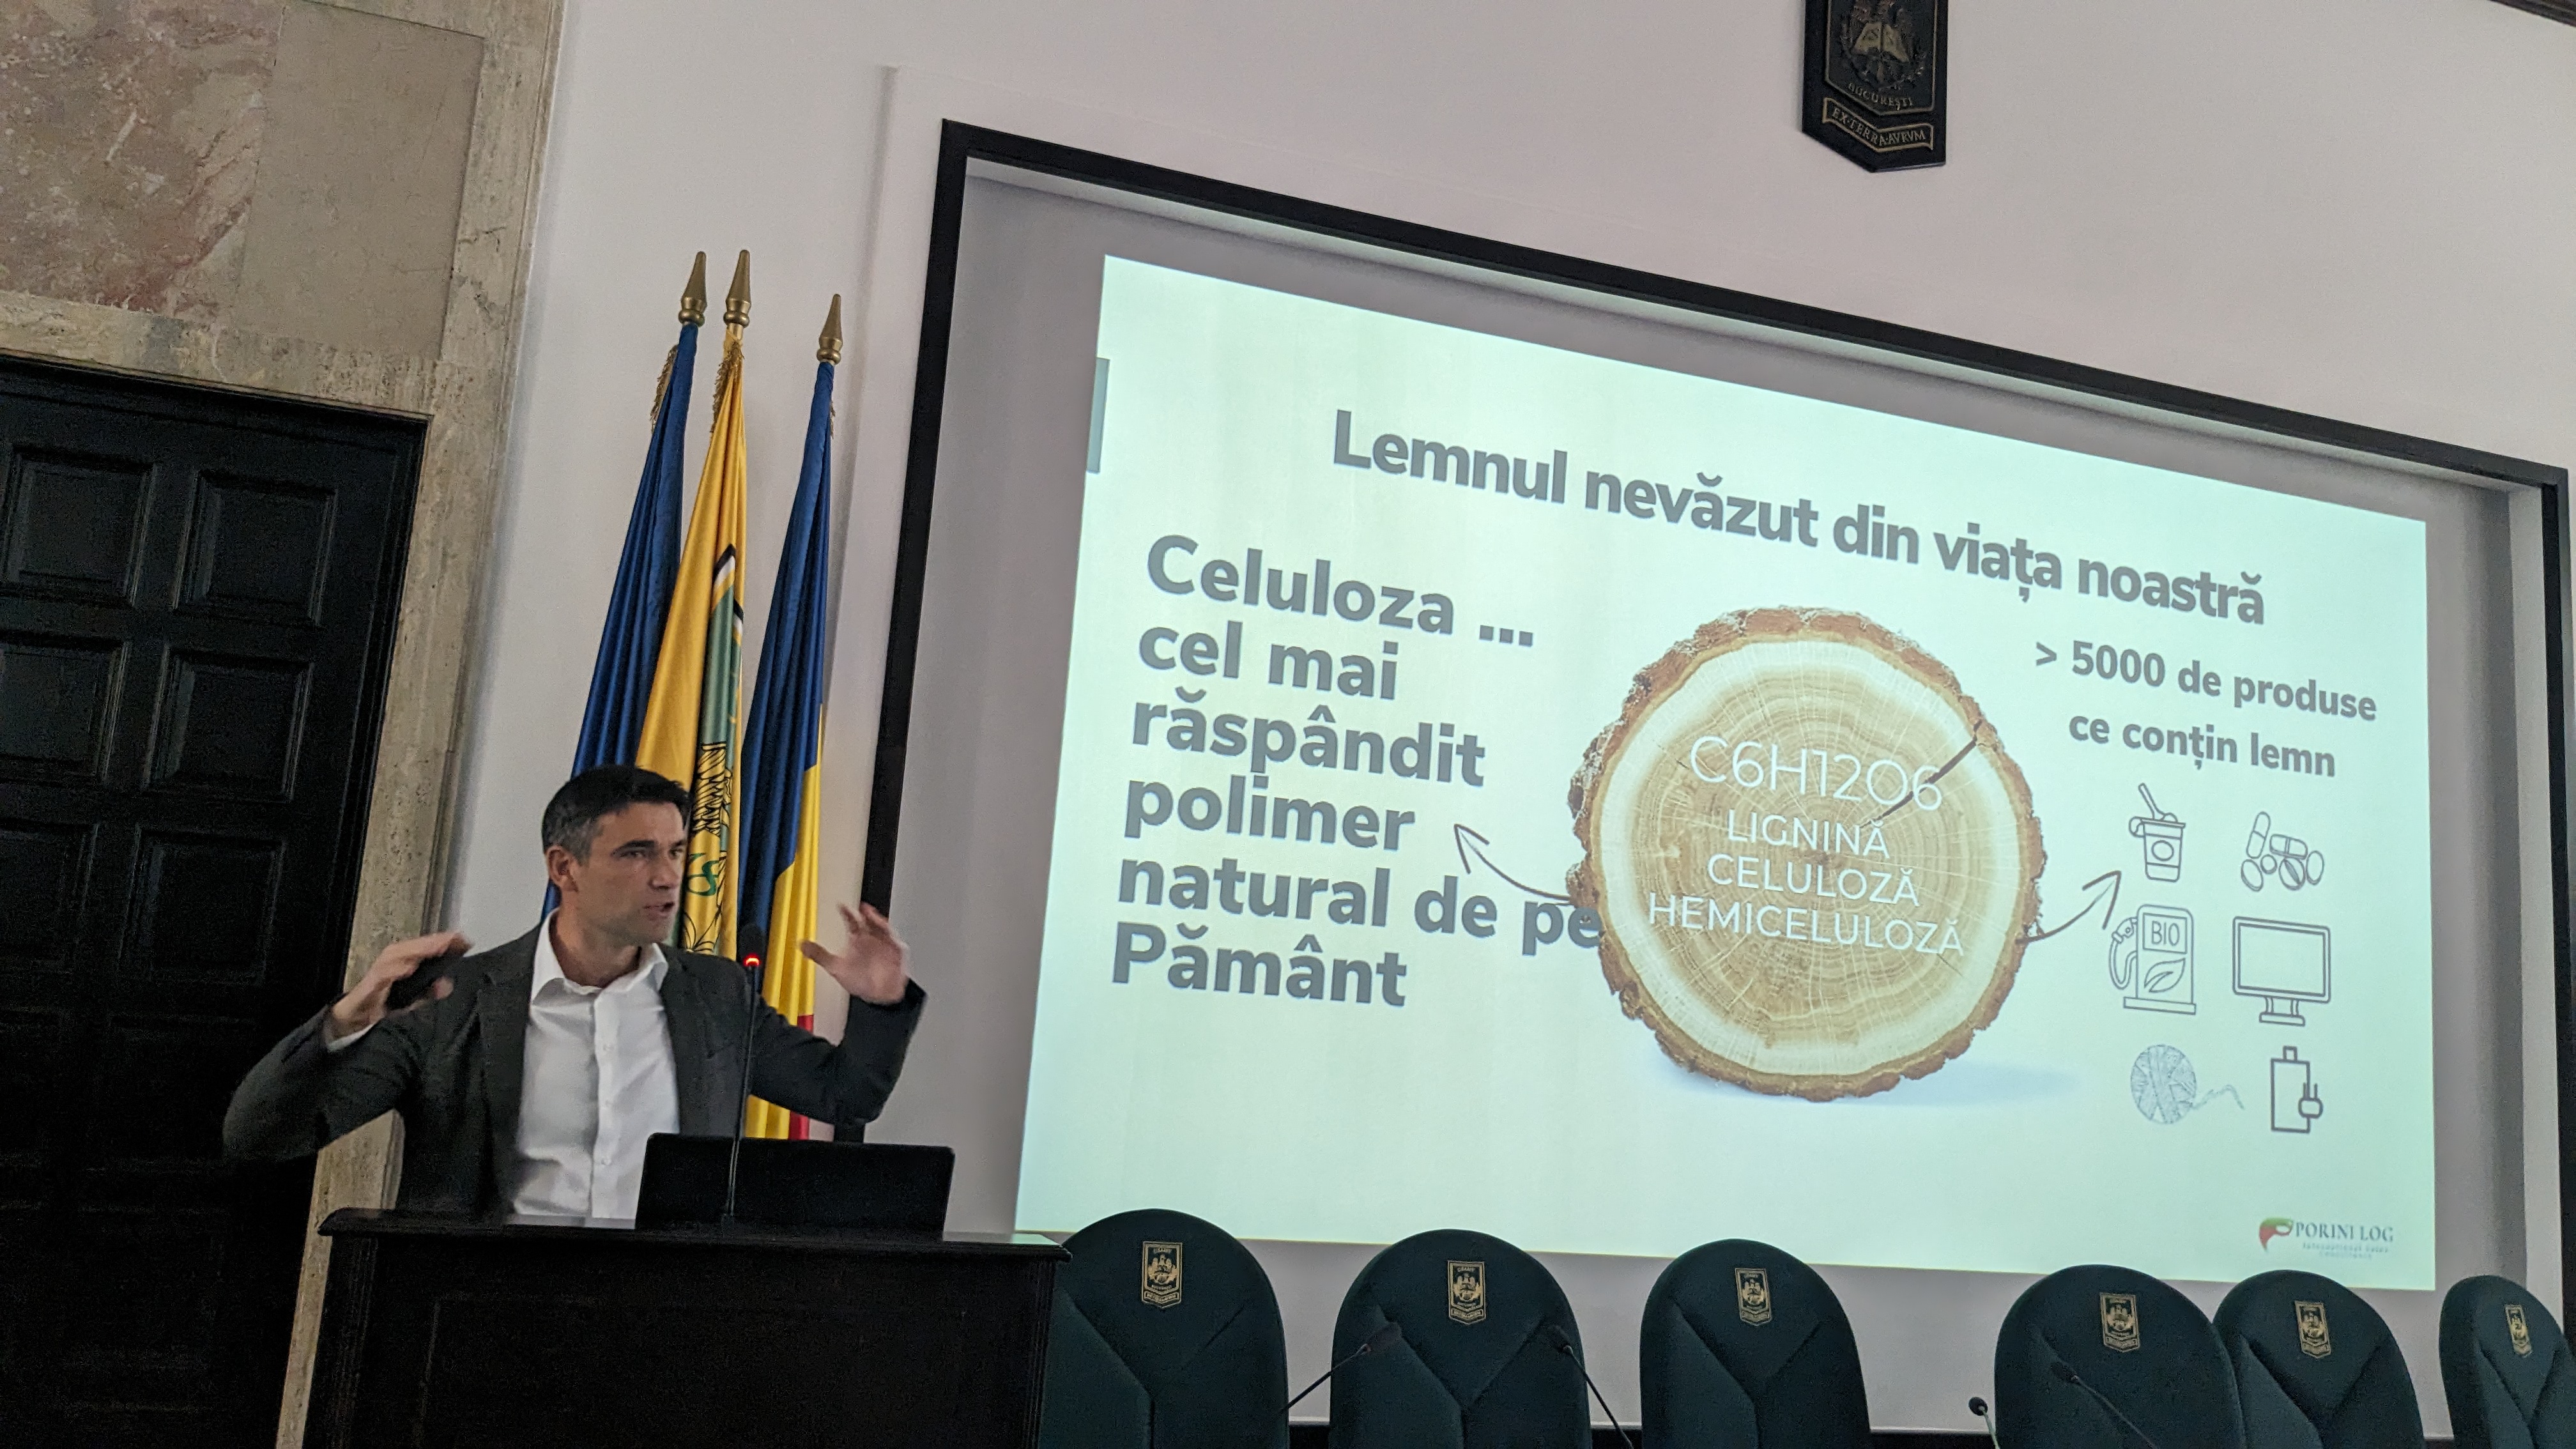 BUCUREȘTI
EX·TERRA·AVRVM
Lemnul nevăzut din viața noastră
Celuloza ...
cel mai
răspândit
polimer
natural de pe
Pământ
C6H12O6
LIGNINĂ
CELULOZĂ
HEMICELULOZĂ
> 5000 de produse
ce conțin lemn
BIO
PORINI LOG